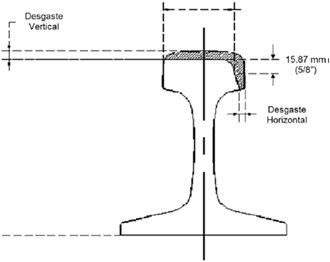 Desgaste
Vertical
15.87 mm
(5/8")
Desgaste
Horizontal